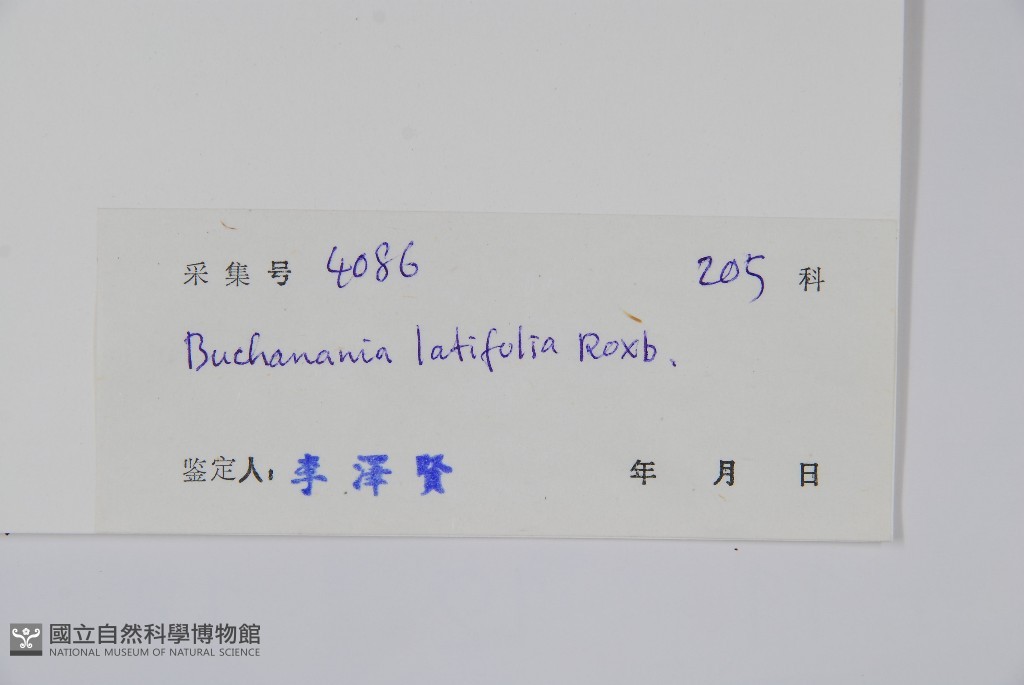 采集号 4086 205 科
Buchanania latifolia Roxb.
鉴定人: 李澤賢 年 月 日
國立自然科學博物館
NATIONAL MUSEUM OF NATURAL SCIENCE